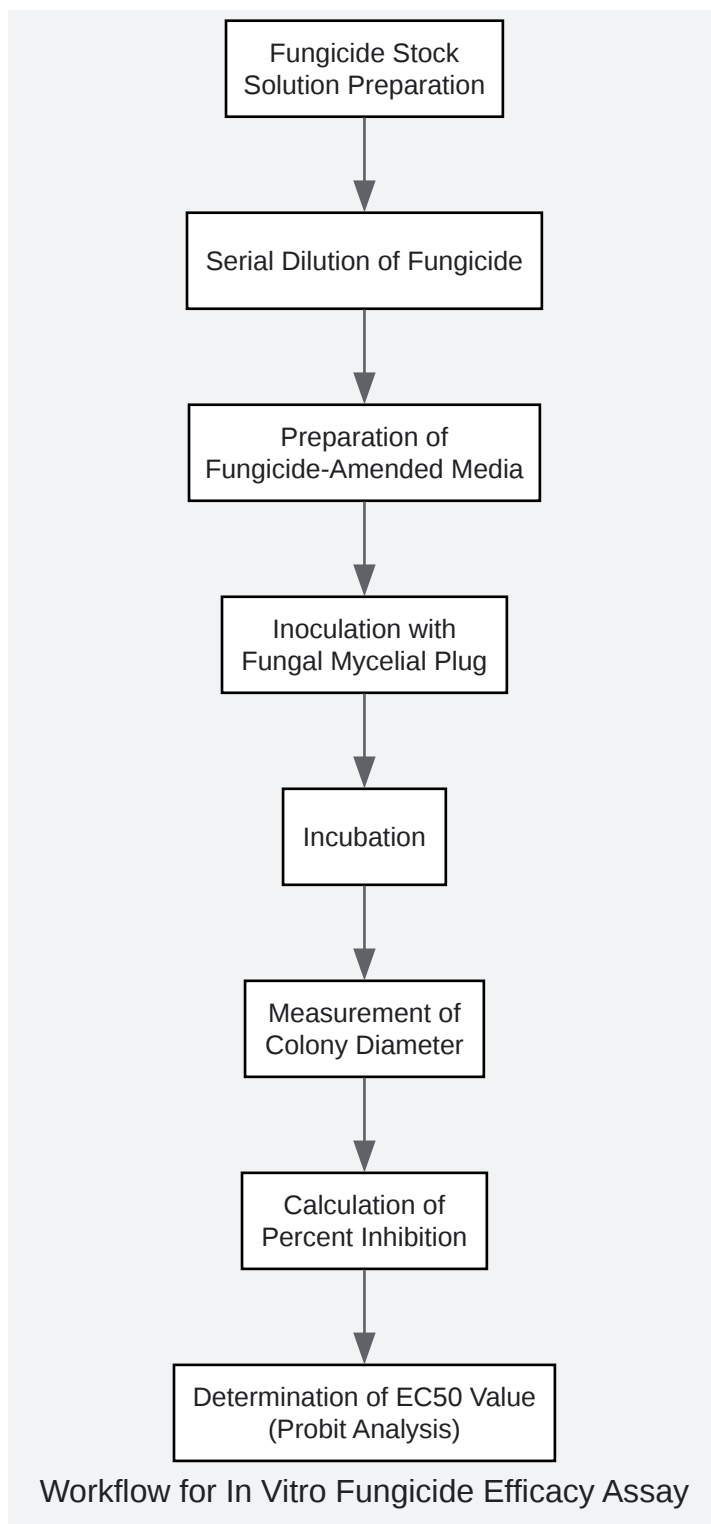 Fungicide Stock
Solution Preparation
Serial Dilution of Fungicide
Preparation of
Fungicide-Amended Media
Inoculation with
Fungal Mycelial Plug
Incubation
Measurement of
Colony Diameter
Calculation of
Percent Inhibition
Determination of EC50 Value
(Probit Analysis)
Workflow for In Vitro Fungicide Efficacy Assay